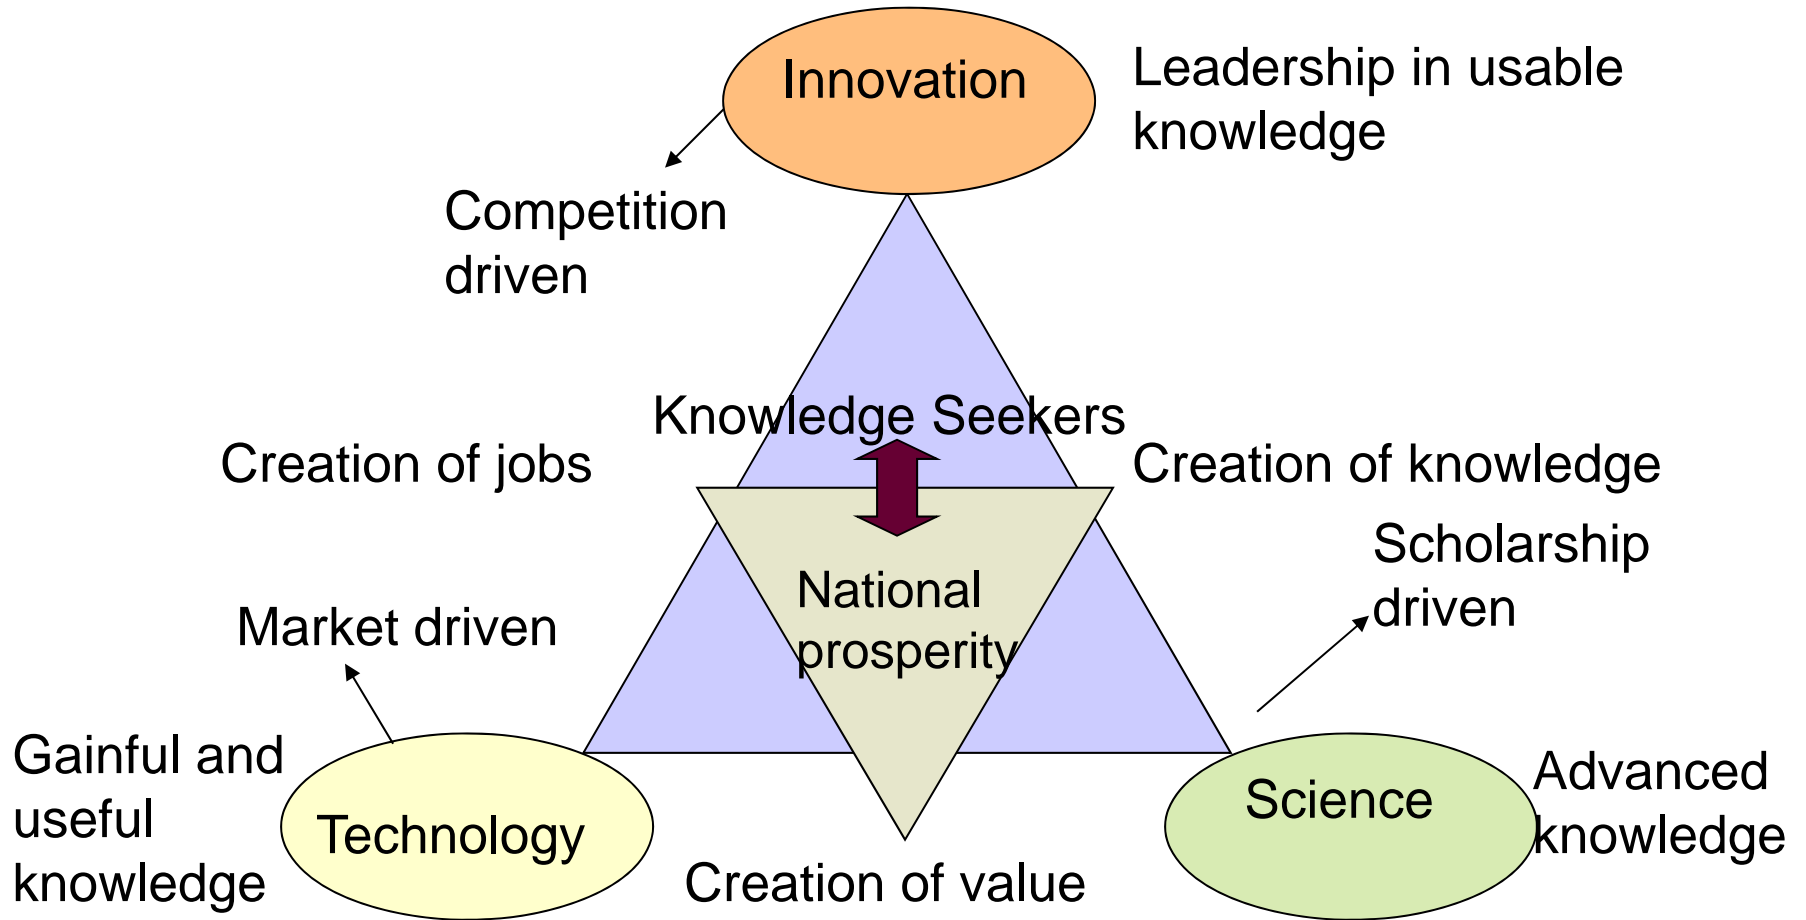 Innovation
Leadership in usable
knowledge
Competition
driven
Knowledge Seekers
Creation of jobs
Creation of knowledge
Scholarship
driven
National
prosperity
Market driven
Gainful and
useful
knowledge
Technology
Science
Advanced
knowledge
Creation of value